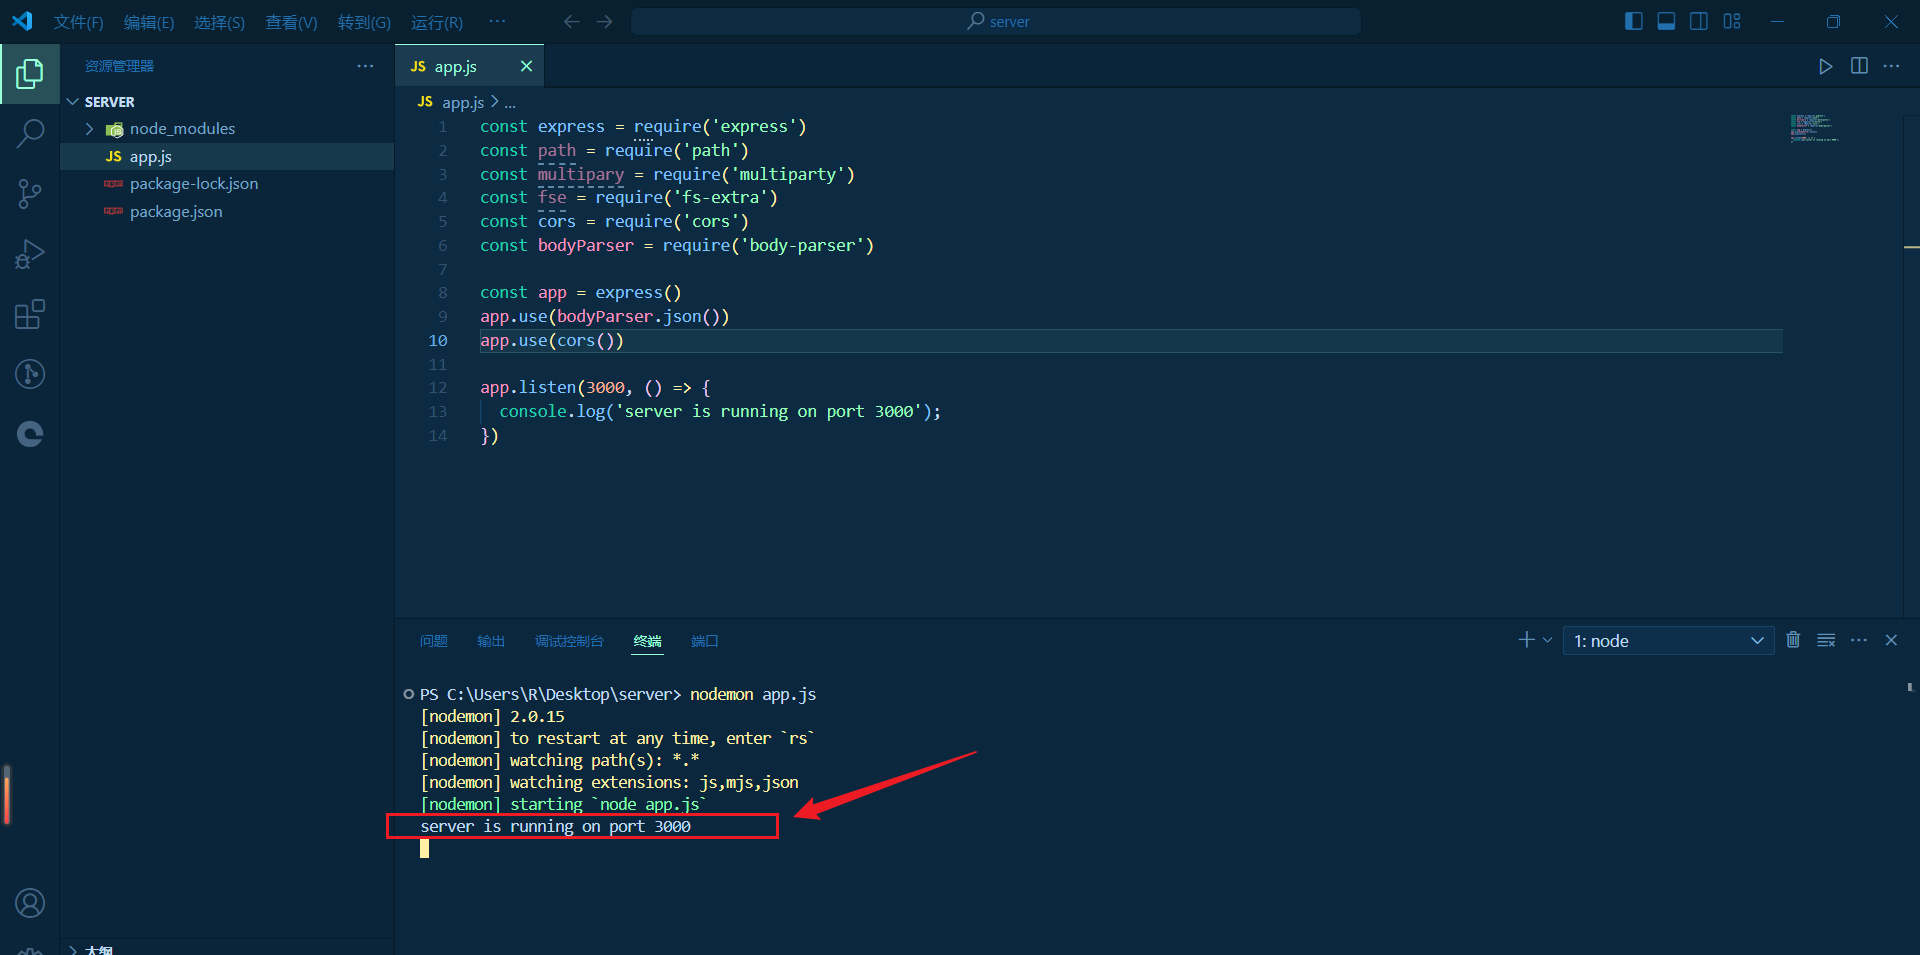 文件(F) 编辑(E) 选择(S) 查看(V) 转到(G) 运行(R) ··· server
资源管理器 ···
SERVER
node_modules
JS app.js
package-lock.json
package.json
大纲
JS app.js
JS app.js > ...
1 const express = require('express')
2 const path = require('path')
3 const multipary = require('multiparty')
4 const fse = require('fs-extra')
5 const cors = require('cors')
6 const bodyParser = require('body-parser')
7
8 const app = express()
9 app.use(bodyParser.json())
10 app.use(cors())
11
12 app.listen(3000, () => {
13 console.log('server is running on port 3000');
14 })
问题 输出 调试控制台 终端 端口 1: node
PS C:\Users\R\Desktop\server> nodemon app.js
[nodemon] 2.0.15
[nodemon] to restart at any time, enter `rs`
[nodemon] watching path(s): *.*
[nodemon] watching extensions: js,mjs,json
[nodemon] starting `node app.js`
server is running on port 3000